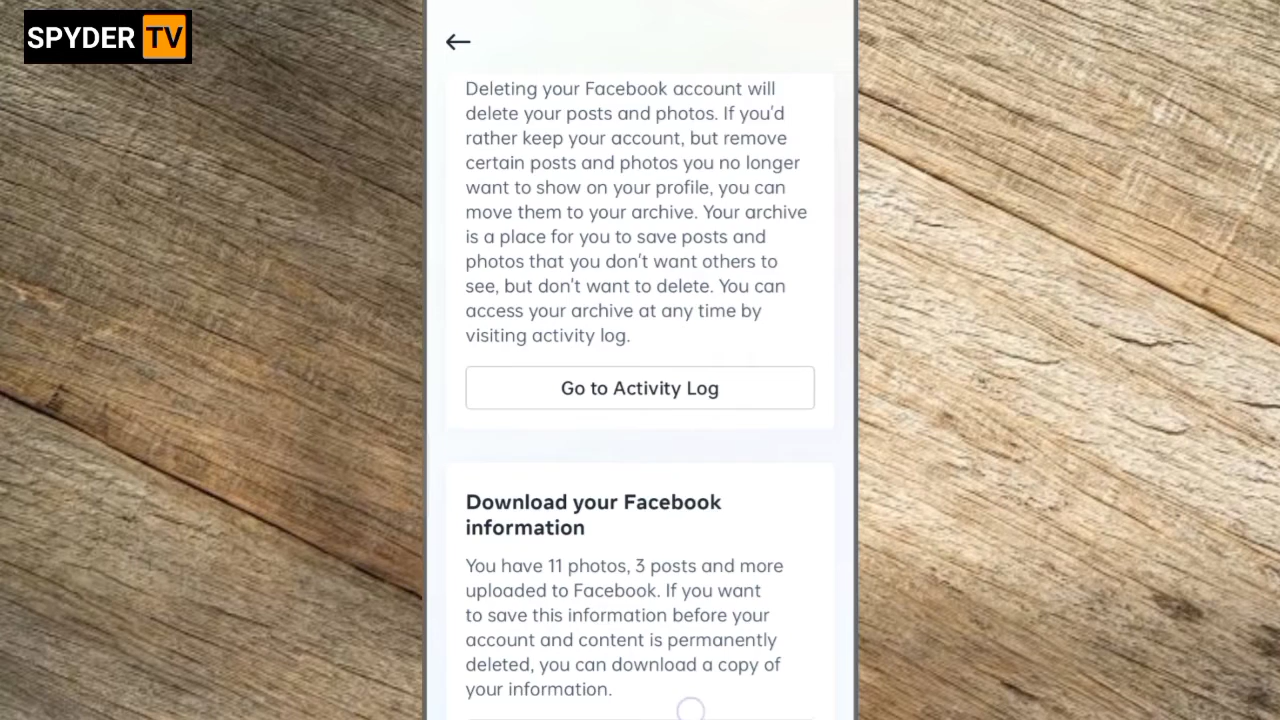 SPYDER TV
Deleting your Facebook account will
delete your posts and photos. If you'd
rather keep your account, but remove
certain posts and photos you no longer
want to show on your profile, you can
move them to your archive. Your archive
is a place for you to save posts and
photos that you don't want others to
see, but don't want to delete. You can
access your archive at any time by
visiting activity log.
Go to Activity Log
Download your Facebook
information
You have 11 photos, 3 posts and more
uploaded to Facebook. If you want
to save this information before your
account and content is permanently
deleted, you can download a copy of
your information.